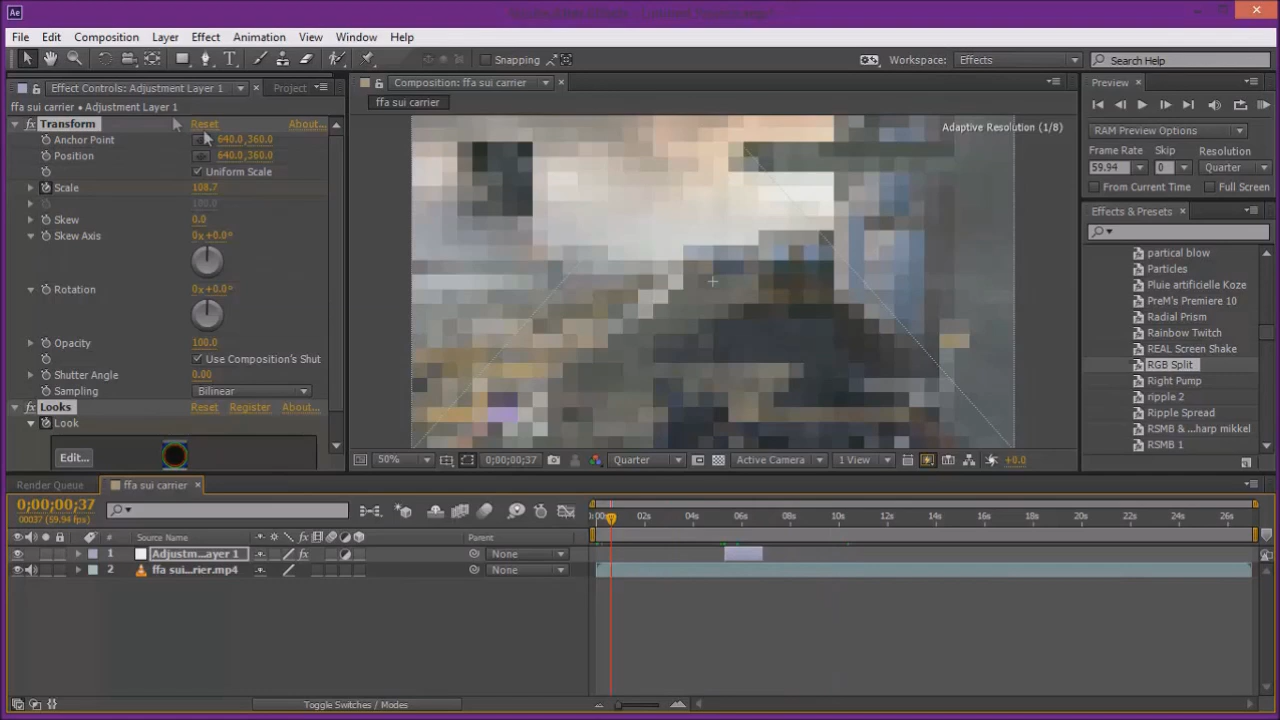 Ae
File Edit Composition Layer Effect Animation View Window Help
Snapping
Workspace: Effects
Search Help
Effect Controls: Adjustment Layer 1
Project
ffa sui carrier • Adjustment Layer 1
Transform Reset About...
Anchor Point 640.0,360.0
Position 640.0,360.0
Uniform Scale
Scale 108.7
100.0
Skew 0.0
Skew Axis 0x +0.0°
Rotation 0x +0.0°
Opacity 100.0
Use Composition's Shut
Shutter Angle 0.00
Sampling Bilinear
Looks Reset Register About...
Look
Edit...
Composition: ffa sui carrier
ffa sui carrier
Adaptive Resolution (1/8)
50% 0;00;00;37 Quarter Active Camera 1 View +0.0
Preview
RAM Preview Options
Frame Rate Skip Resolution
59.94 0 Quarter
From Current Time Full Screen
Effects & Presets
partical blow
Particles
Pluie artificielle Koze
PreM's Premiere 10
Radial Prism
Rainbow Twitch
REAL Screen Shake
RGB Split
Right Pump
ripple 2
Ripple Spread
RSMB & ...harp mikkel
RSMB 1
Render Queue
ffa sui carrier
0;00;00;37
00037 (59.94 fps)
02s 04s 06s 08s 10s 12s 14s 16s 18s 20s 22s 24s 26s
# Source Name Parent
1 Adjustm...ayer 1 None
2 ffa sui...rier.mp4 None
Toggle Switches / Modes